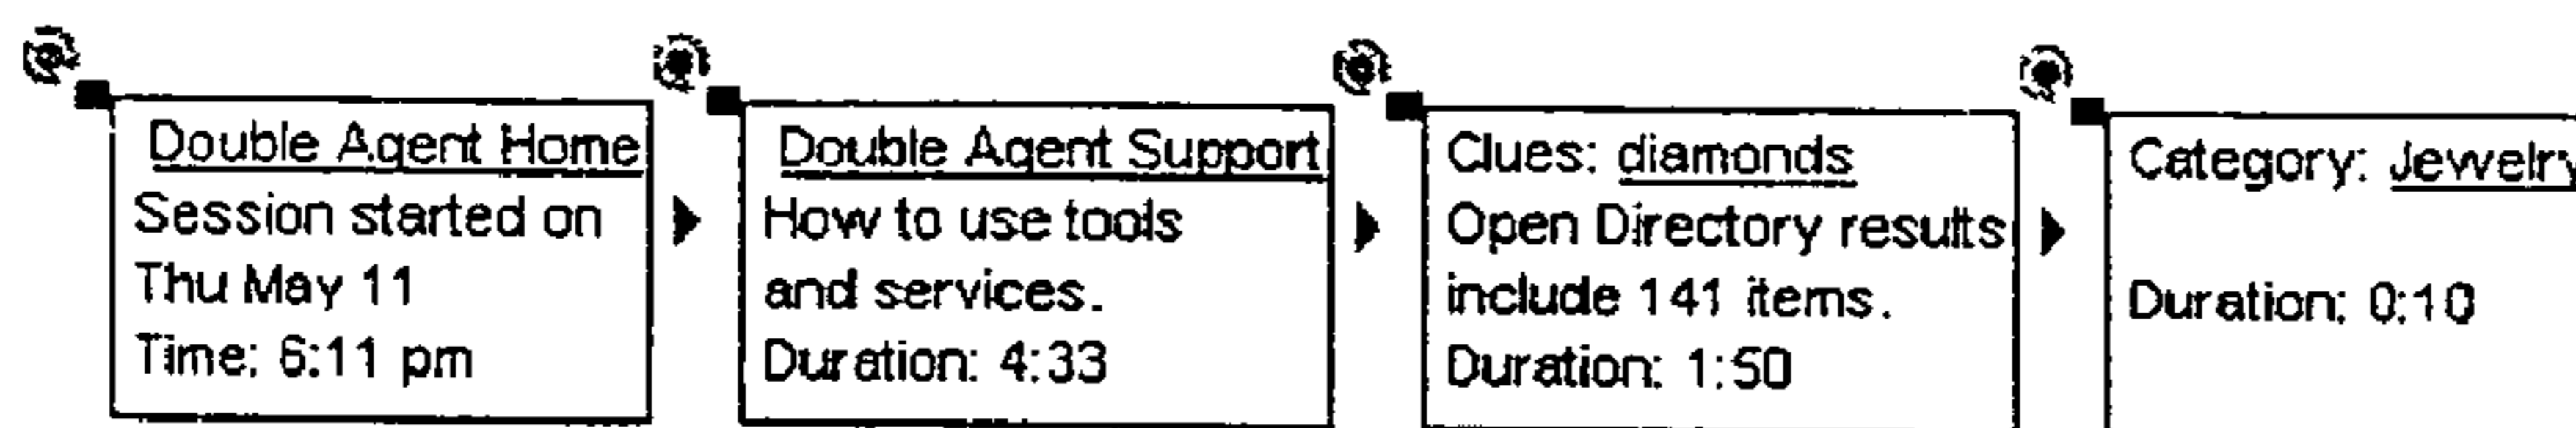 Double Agent Home
Session started on
Thu May 11
Time: 6:11 pm
Double Agent Support
How to use tools
and services.
Duration: 4:33
Clues: diamonds
Open Directory results
include 141 items.
Duration: 1:50
Category: Jewelry
Duration: 0:10